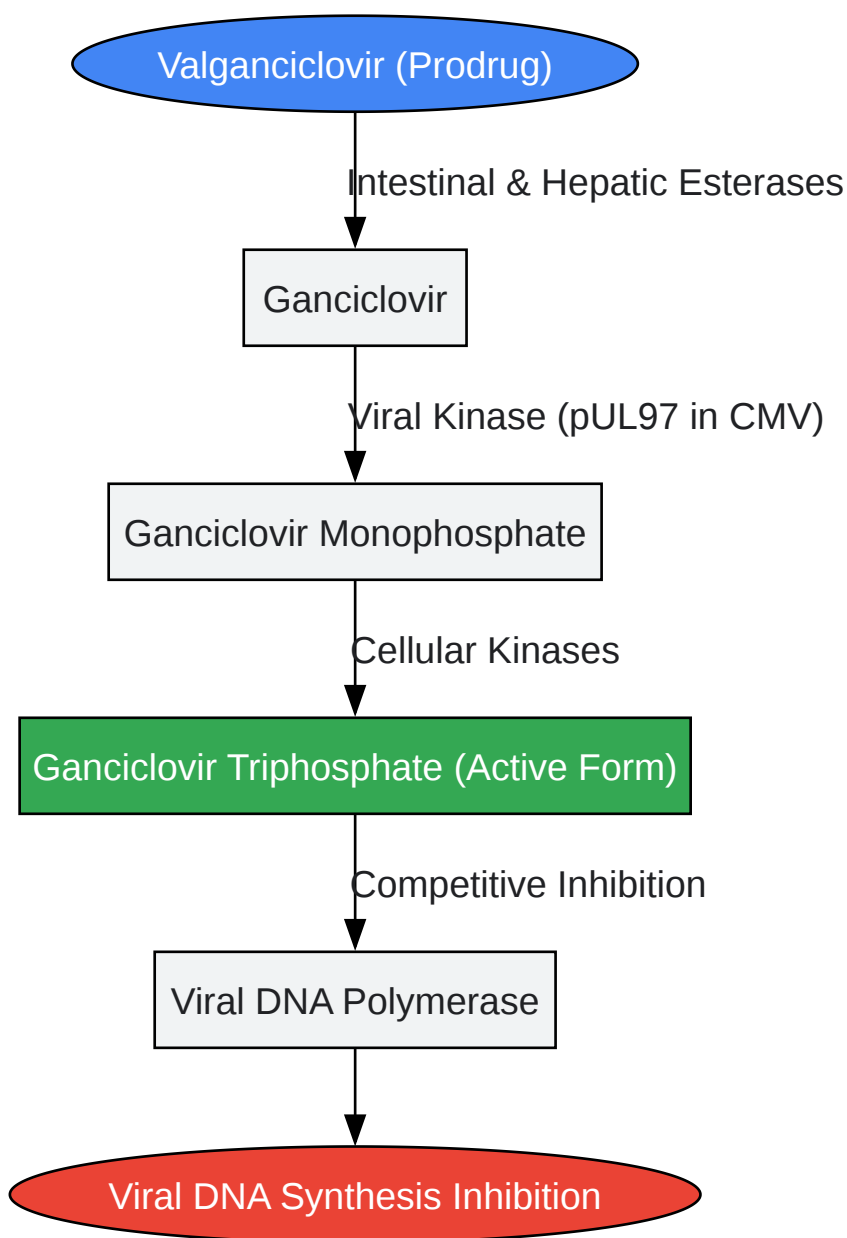 Valganciclovir (Prodrug)
Intestinal & Hepatic Esterases
Ganciclovir
Viral Kinase (pUL97 in CMV)
Ganciclovir Monophosphate
Cellular Kinases
Ganciclovir Triphosphate (Active Form)
Competitive Inhibition
Viral DNA Polymerase
Viral DNA Synthesis Inhibition